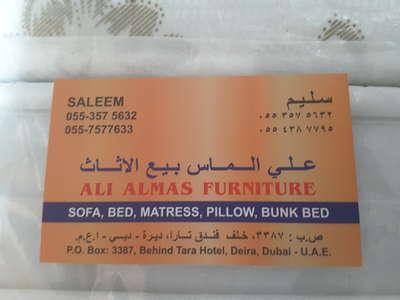 SALEEM
سليم
055-357 5632
٠٥٥ ٣٥٧ ٥٦٣٢
055-7577633
٠٥٥ ٤٣٨ ٧٧٩٥
علي الماس بيع الاثاث
ALI ALMAS FURNITURE
SOFA, BED, MATRESS, PILLOW, BUNK BED
ص.ب : ٣٣٨٧، خلف فندق تارا، ديرة - دبي - ا.ع.م.
P.O. Box: 3387, Behind Tara Hotel, Deira, Dubai - U.A.E.